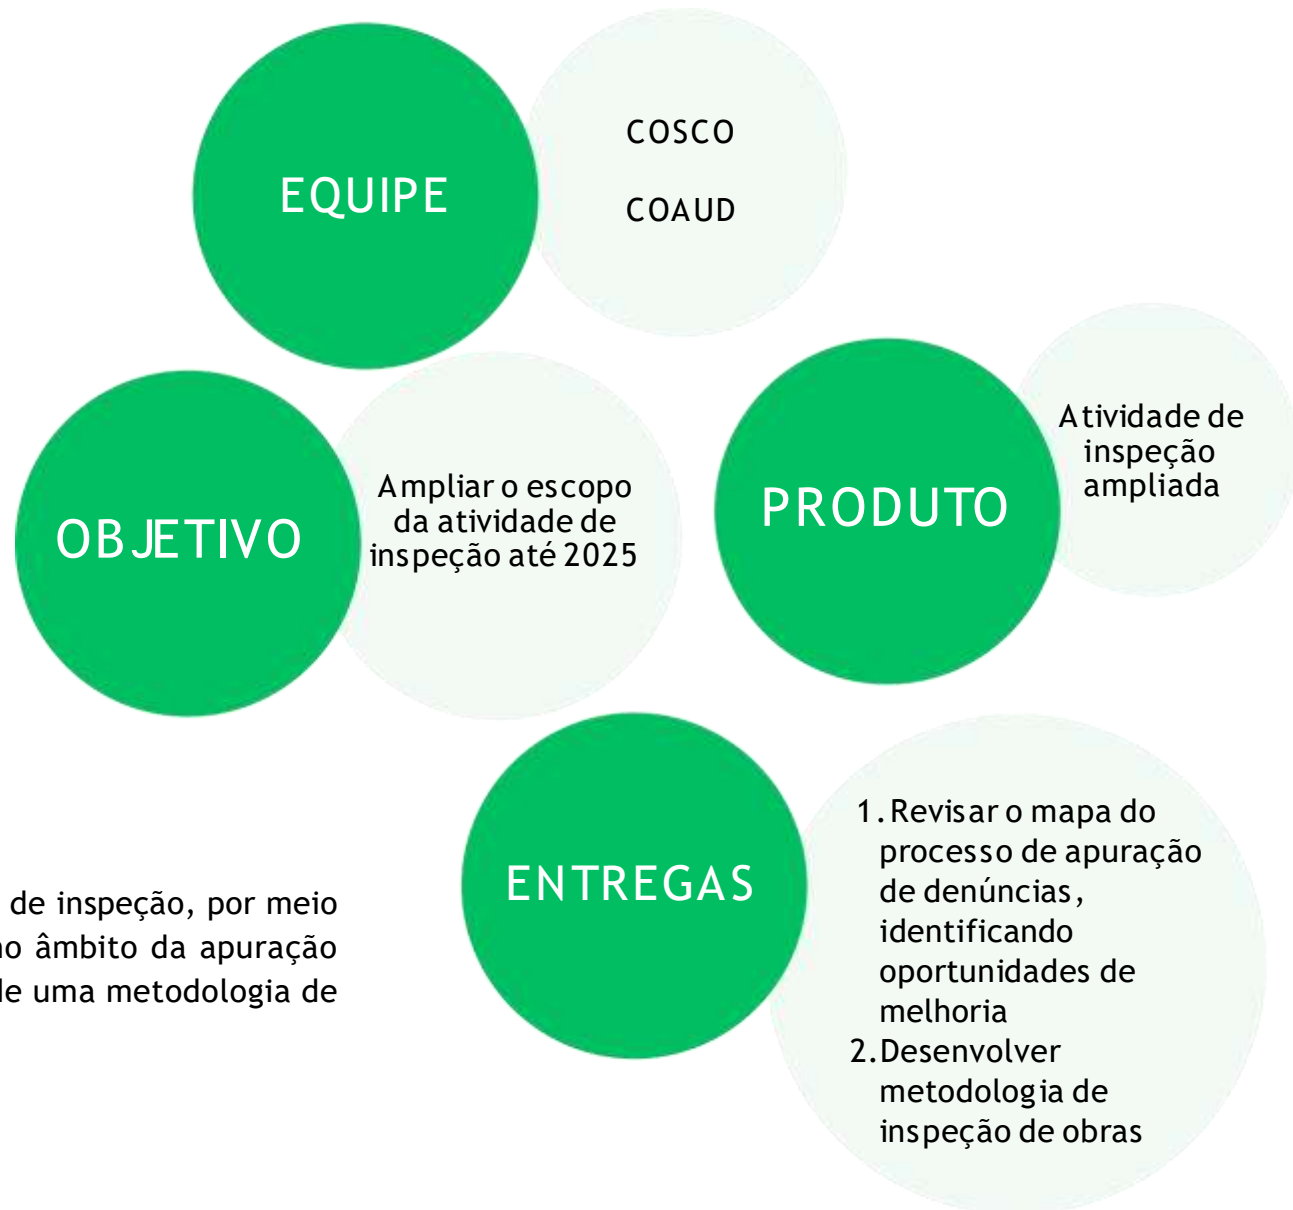 EQUIPE
COSCO
COAUD
OBJETIVO
Ampliar o escopo
da atividade de
inspeção até 2025
PRODUTO
Atividade de
inspeção
ampliada
ENTREGAS
1.Revisar o mapa do
processo de apuração
de denúncias,
identificando
oportunidades de
melhoria
2.Desenvolver
metodologia de
inspeção de obras
de inspeção, por meio
no âmbito da apuração
de uma metodologia de